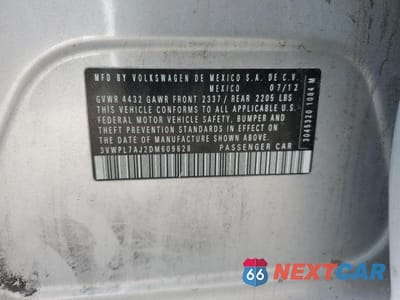 MFD BY VOLKSWAGEN DE MEXICO S.A. DE C.V.
MEXICO 07/12
GVWR 4432 GAWR FRONT 2337/ REAR 2205 LBS
THIS VEHICLE CONFORMS TO ALL APPLICABLE U.S.
FEDERAL MOTOR VEHICLE SAFETY, BUMPER AND
THEFT PREVENTION STANDARDS IN EFFECT ON THE
DATE OF MANUFACTURE SHOWN ABOVE.
3VWPL7AJ2DM609628 PASSENGER CAR
66 NEXTCAR